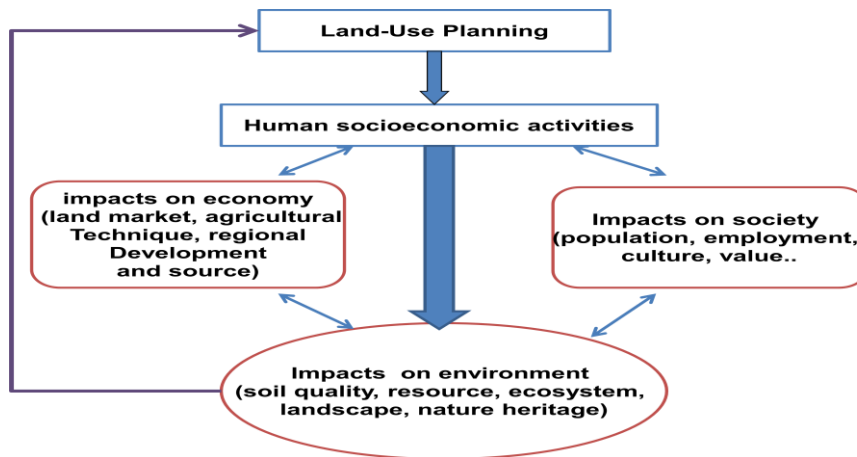 Land-Use Planning
Human socioeconomic activities
impacts on economy
(land market, agricultural
Technique, regional
Development
and source)
Impacts on society
(population, employment,
culture, value..
Impacts on environment
(soil quality, resource, ecosystem,
landscape, nature heritage)